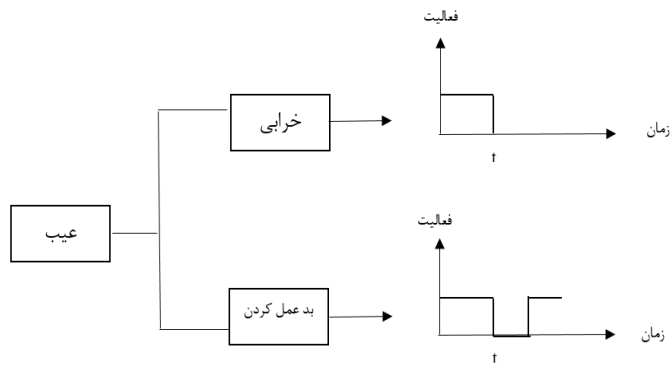 فعالیت
خرابی
زمان
t
عیب
فعالیت
بد عمل کردن
زمان
t